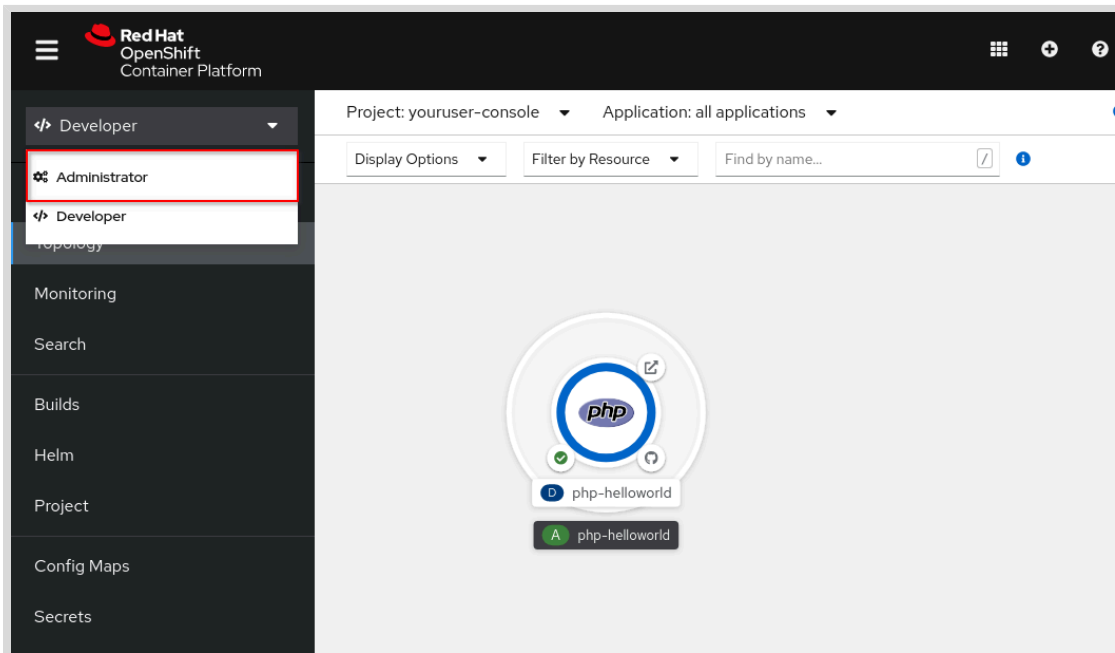 Red Hat
OpenShift
Container Platform
</> Developer
Administrator
</> Developer
Topology
Monitoring
Search
Builds
Helm
Project
Config Maps
Secrets
Project: youruser-console
Application: all applications
Display Options
Filter by Resource
Find by name...
/
php
D php-helloworld
A php-helloworld